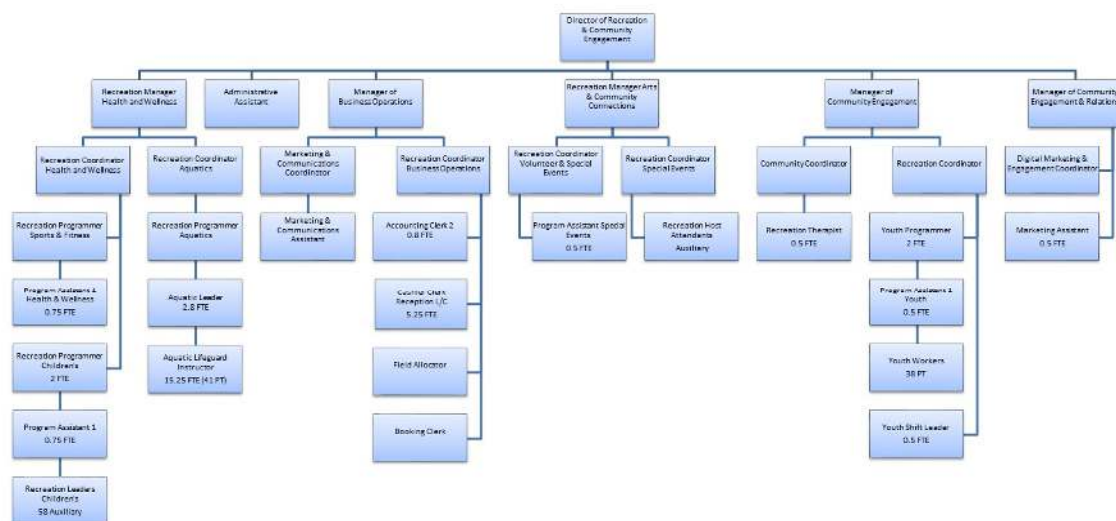 Director of Recreation
& Community
Engagement
Recreation Manager
Health and Wellness
Administrative
Assistant
Manager of
Business Operations
Recreation Manager Arts
& Community
Connections
Manager of
Community Engagement
Manager of Community
Engagement & Relation
Recreation Coordinator
Health and Wellness
Recreation Coordinator
Aquatics
Marketing &
Communications
Coordinator
Recreation Coordinator
Business Operations
Recreation Coordinator
Volunteer & Special
Events
Recreation Coordinator
Special Events
Community Coordinator
Recreation Coordinator
Digital Marketing &
Engagement Coordinator
Recreation Programmer
Sports & Fitness
Recreation Programmer
Aquatics
Marketing &
Communications
Assistant
Accounting Clerk 2
0.8 FTE
Program Assistant Special
Events
0.5 FTE
Recreation Host
Attendents
Auxiliary
Recreation Therapist
0.5 FTE
Youth Programmer
2 FTE
Marketing Assistant
0.5 FTE
Program Assistant 1
Health & Wellness
0.75 FTE
Aquatic Leader
2.8 FTE
Cashier Clerk
Reception L/C
5.25 FTE
Program Assistant 1
Youth
0.5 FTE
Recreation Programmer
Children's
2 FTE
Aquatic Lifeguard
Instructor
15.25 FTE (41 PT)
Field Allocator
Youth Workers
38 PT
Program Assistant 1
0.75 FTE
Booking Clerk
Youth Shift Leader
0.5 FTE
Recreation Leaders
Children's
58 Auxiliary